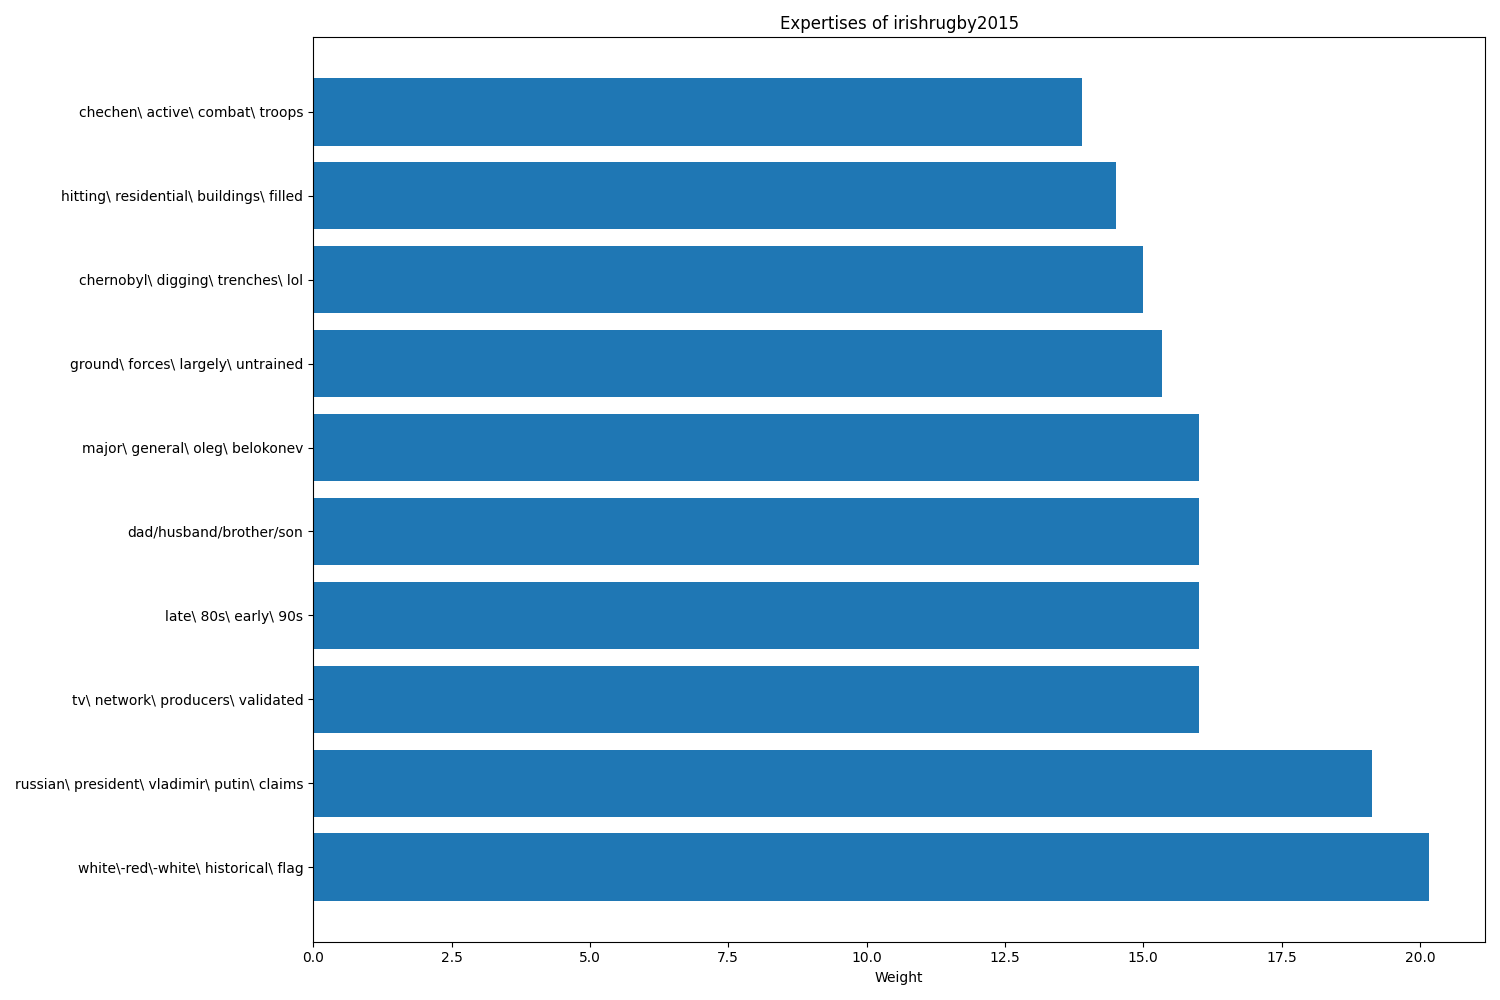 Expertises of irishrugby2015
chechen\ active\ combat\ troops
hitting\ residential\ buildings\ filled
chernobyl\ digging\ trenches\ lol
ground\ forces\ largely\ untrained
major\ general\ oleg\ belokonev
dad/husband/brother/son
late\ 80s\ early\ 90s
tv\ network\ producers\ validated
russian\ president\ vladimir\ putin\ claims
white\-red\-white\ historical\ flag
0.0 2.5 5.0 7.5 10.0 12.5 15.0 17.5 20.0
Weight